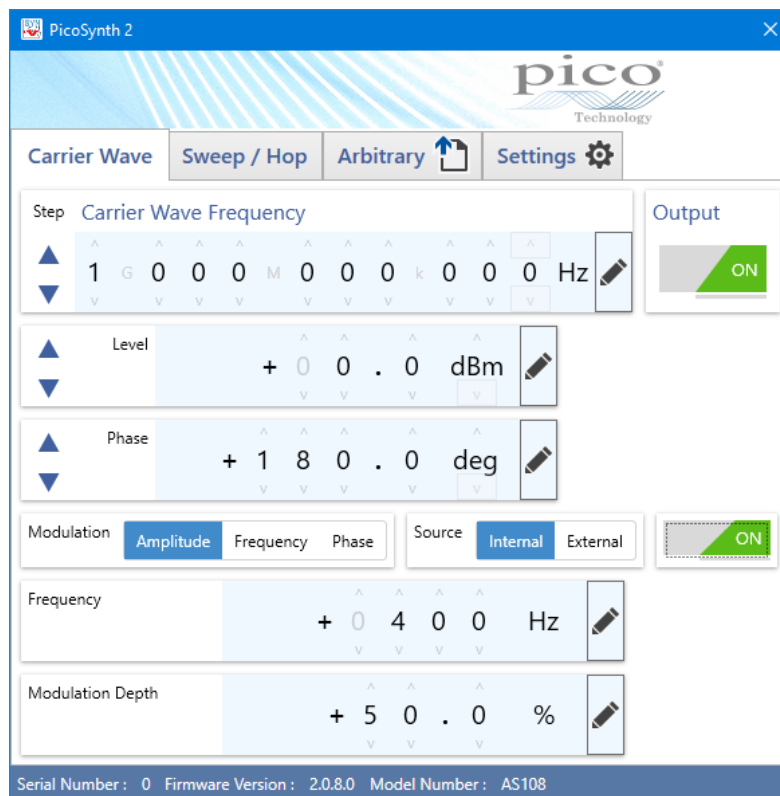 PicoSynth 2
pico
Technology
Carrier Wave Sweep / Hop Arbitrary Settings
Step Carrier Wave Frequency Output
1 G 0 0 0 M 0 0 0 k 0 0 0 Hz ON
Level + 0 0 . 0 dBm
Phase + 1 8 0 . 0 deg
Modulation Amplitude Frequency Phase Source Internal External ON
Frequency + 0 4 0 0 Hz
Modulation Depth + 5 0 . 0 %
Serial Number : 0 Firmware Version : 2.0.8.0 Model Number : AS108